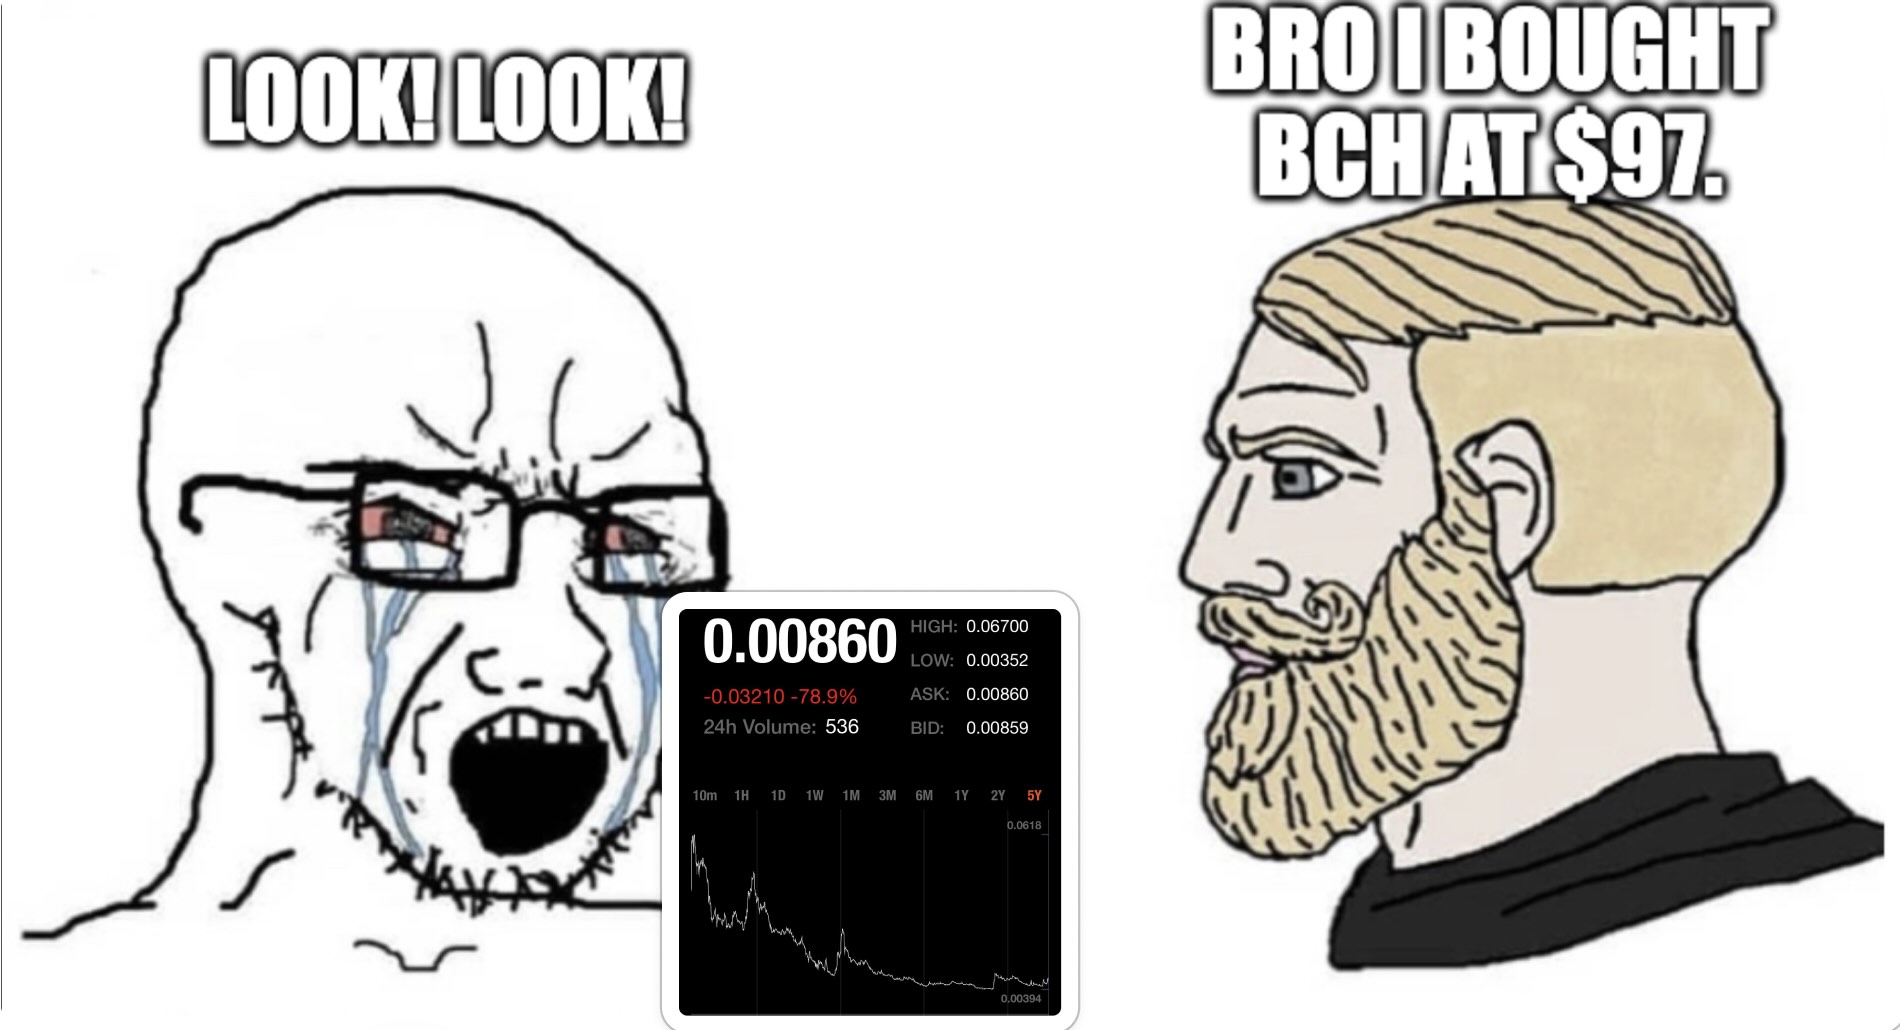 LOOK! LOOK!
BRO I BOUGHT
BCH AT $97.
0.00860
HIGH: 0.06700
LOW: 0.00352
-0.03210 -78.9%
ASK: 0.00860
24h Volume: 536
BID: 0.00859
10m 1H 1D 1W 1M 3M 6M 1Y 2Y 5Y
0.0618
0.00394